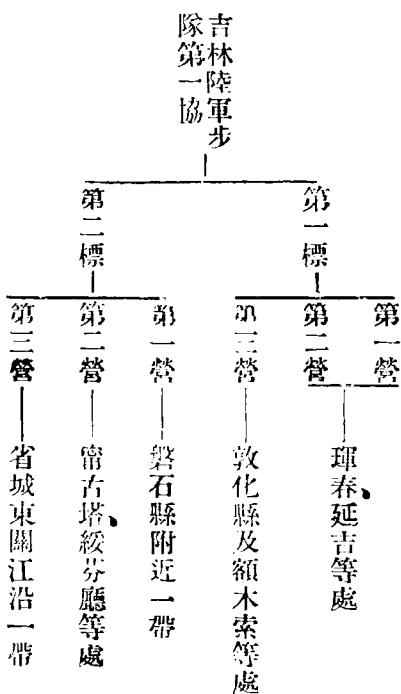 吉林陸軍步
隊第一協
第一標
第二標
第一營
第二營
第三營
第一營
第二營
第三營
琿春、延吉等處
敦化縣及額木索等處
磐石縣附近一帶
甯古塔、綏芬廳等處
省城東關江沿一帶